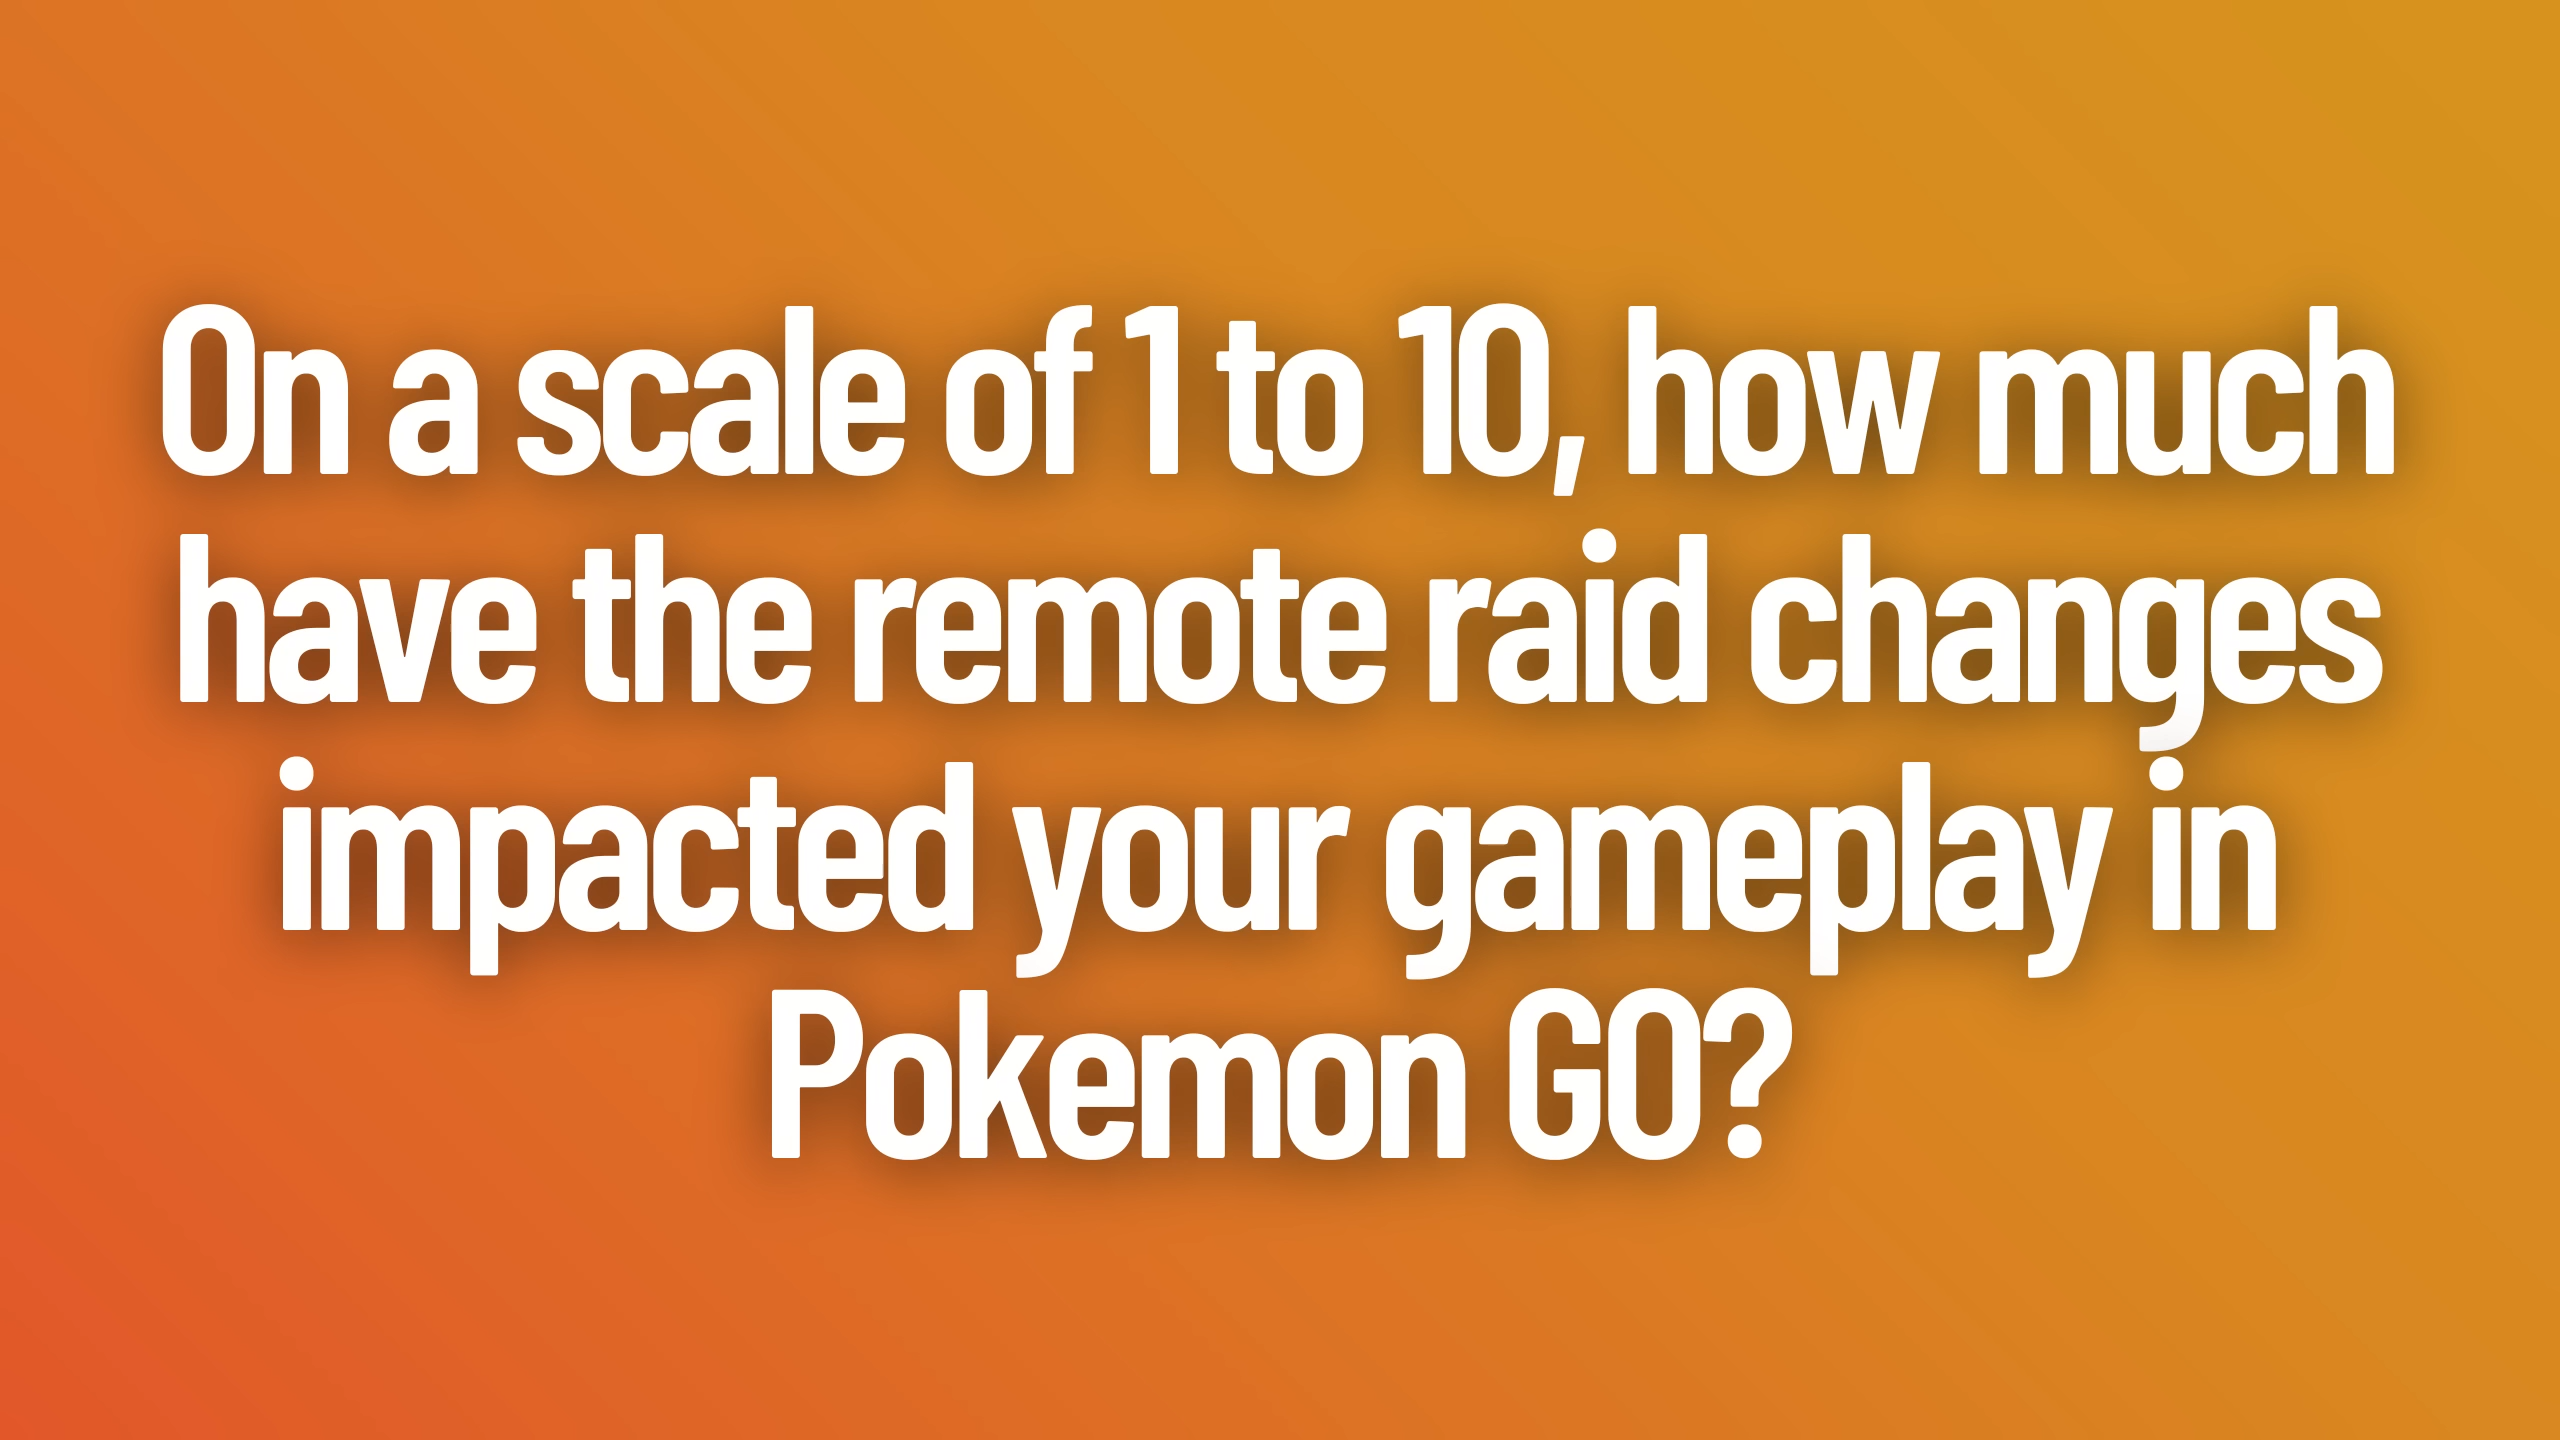 On a scale of 1 to 10, how much
have the remote raid changes
impacted your gameplay in
Pokemon GO?